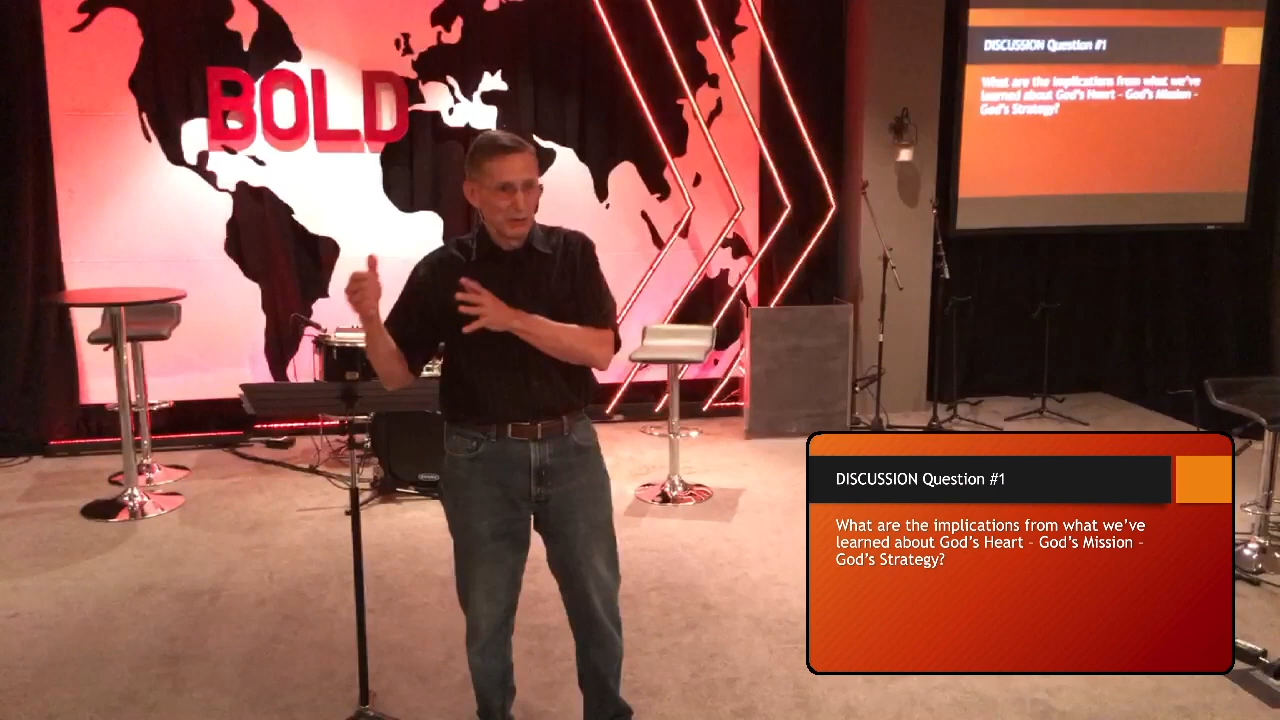 BOLD
DISCUSSION Question #1
What are the implications from what we've
learned about God's Heart - God's Mission -
God's Strategy?
DISCUSSION Question #1
What are the implications from what we've
learned about God's Heart - God's Mission -
God's Strategy?